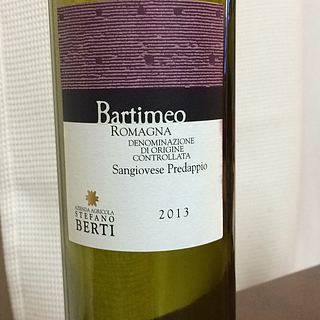 Bartimeo
ROMAGNA
DENOMINAZIONE
DI ORIGINE
CONTROLLATA
Sangiovese Predappio
AZIENDA AGRICOLA
STEFANO
BERTI
2013